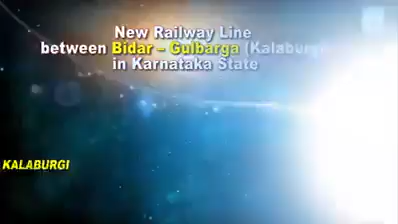 New Railway Line
between Bidar – Gulbarga (Kalaburgi
in Karnataka State
KALABURGI